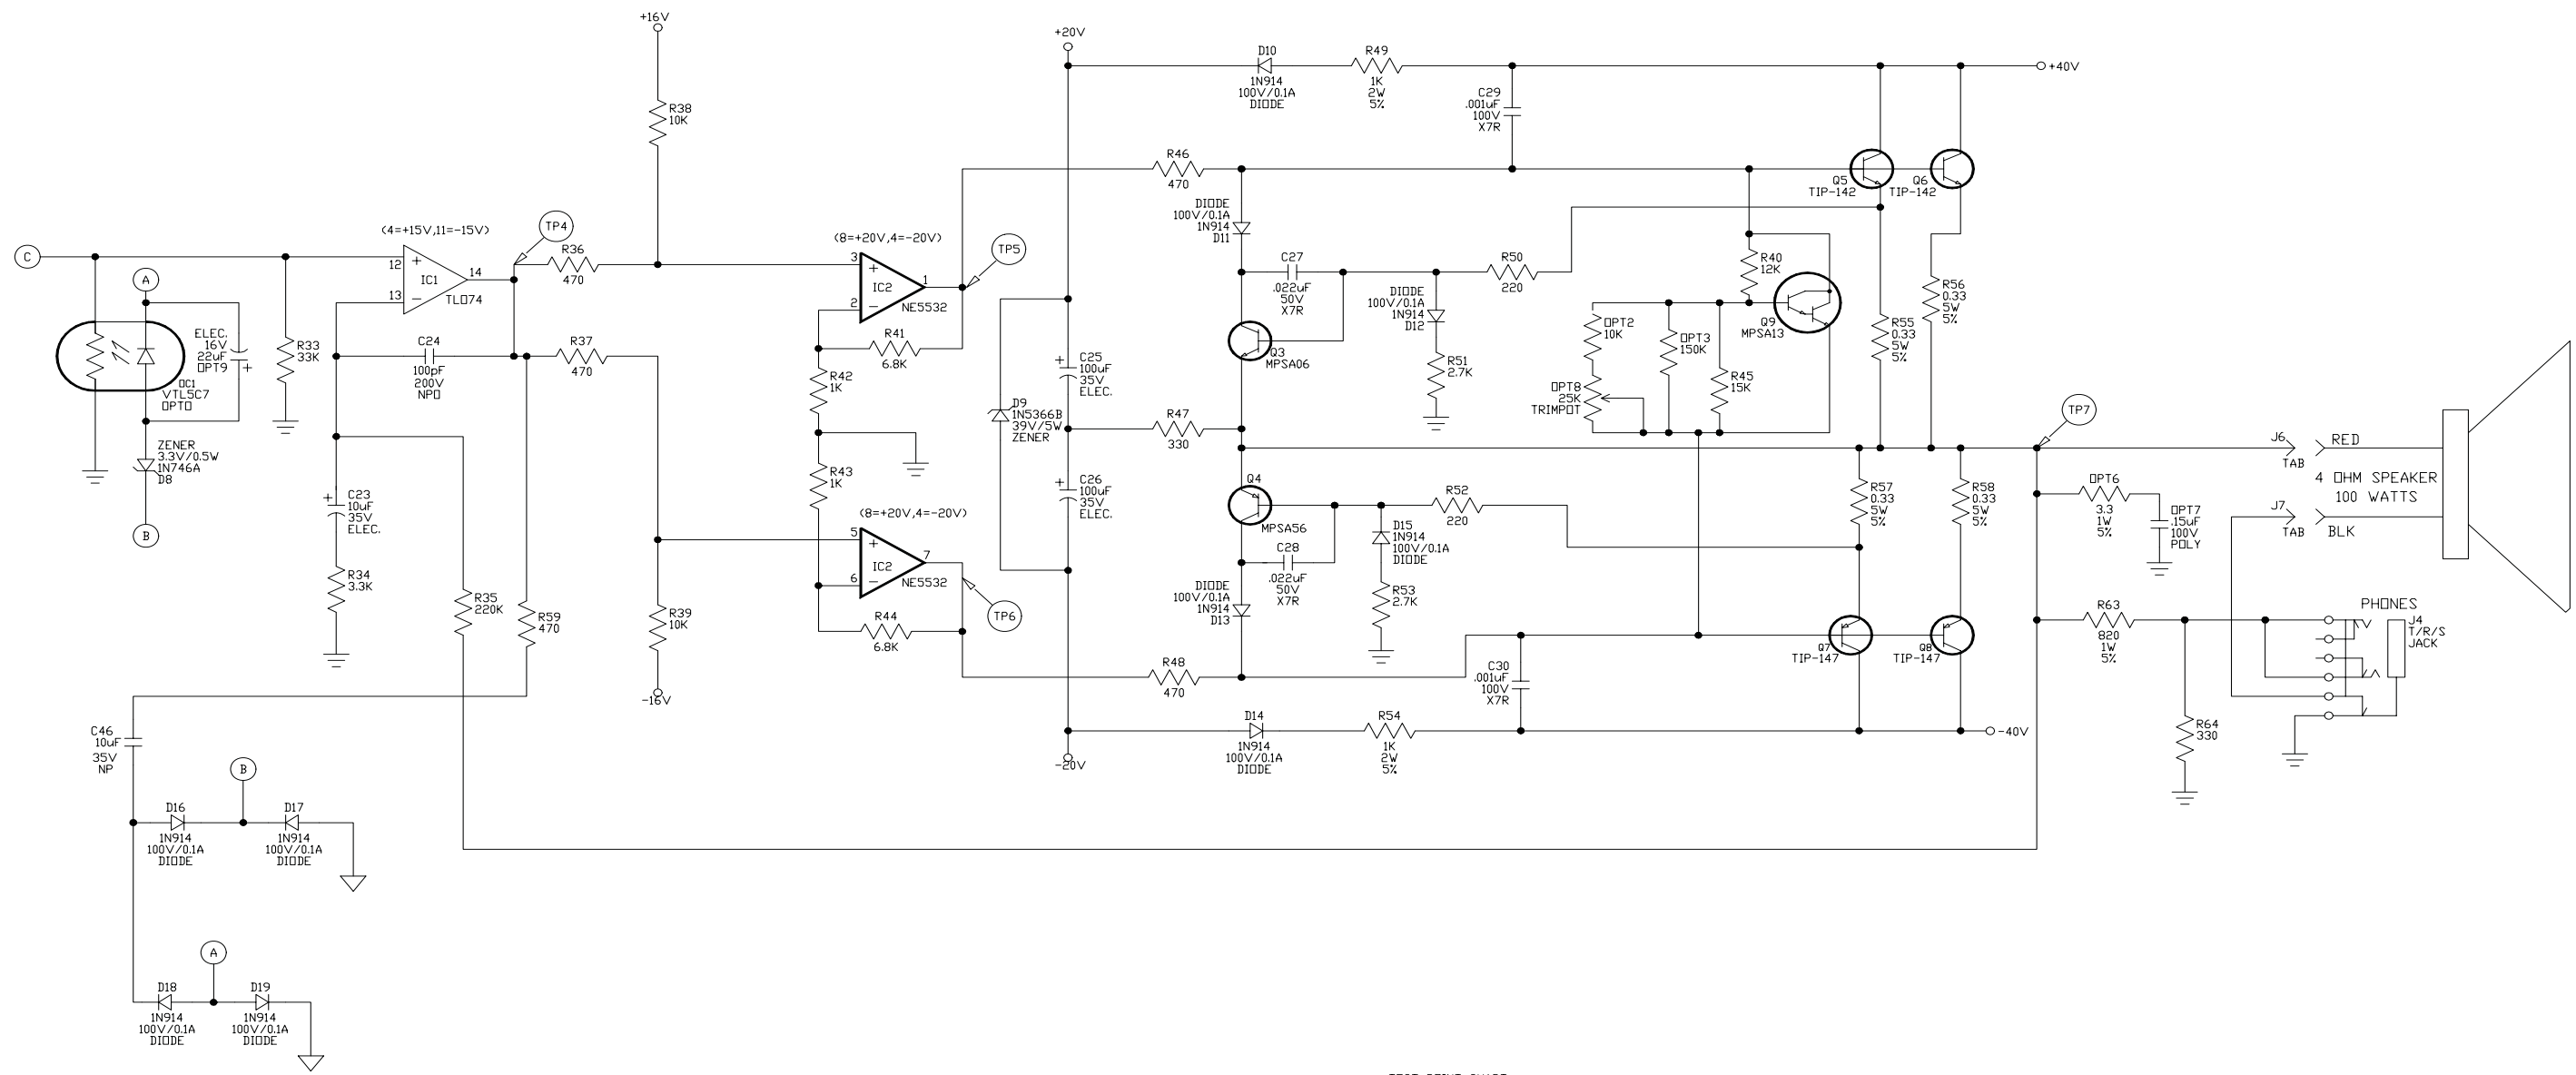 +16V
R38
10K
+20V
D10
1N914
100V/0.1A
DIODE
R49
1K
2W
5%
C29
.001uF
100V
X7R
+40V
R46
470
Q5
TIP-142
Q6
TIP-142
DIODE
100V/0.1A
1N914
D11
C
(4=+15V,11=-15V)
12
+
13
−
IC1
14
TL074
TP4
R36
470
(8=+20V,4=-20V)
3
+
2
−
IC2
1
NE5532
TP5
C27
.022uF
50V
X7R
R50
220
R40
12K
DIODE
100V/0.1A
1N914
D12
Q9
MPSA13
R56
0.33
5W
5%
R55
0.33
5W
5%
A
ELEC.
16V
22uF
OPT9
+
OC1
VTL5C7
OPTO
R33
33K
C24
100pF
200V
NPO
R37
470
R41
6.8K
R42
1K
D9
1N5366B
39V/5W
ZENER
+
C25
100uF
35V
ELEC.
Q3
MPSA06
R51
2.7K
OPT2
10K
OPT3
150K
R45
15K
OPT8
25K
TRIMPOT
R47
330
TP7
J6
TAB
RED
4 OHM SPEAKER
100 WATTS
J7
TAB
BLK
ZENER
3.3V/0.5W
1N746A
D8
B
+
C23
10uF
35V
ELEC.
R34
3.3K
R35
220K
R59
470
R43
1K
+
C26
100uF
35V
ELEC.
Q4
MPSA56
R52
220
D15
1N914
100V/0.1A
DIODE
R57
0.33
5W
5%
R58
0.33
5W
5%
OPT6
3.3
1W
5%
OPT7
.15uF
100V
POLY
(8=+20V,4=-20V)
5
+
6
−
IC2
7
NE5532
C28
.022uF
50V
X7R
DIODE
100V/0.1A
1N914
D13
R53
2.7K
R39
10K
-16V
R44
6.8K
TP6
R48
470
C30
.001uF
100V
X7R
Q7
TIP-147
Q8
TIP-147
R63
820
1W
5%
PHONES
J4
T/R/S
JACK
R64
330
-20V
D14
1N914
100V/0.1A
DIODE
R54
1K
2W
5%
-40V
C46
10uF
35V
NP
B
D16
1N914
100V/0.1A
DIODE
D17
1N914
100V/0.1A
DIODE
A
D18
1N914
100V/0.1A
DIODE
D19
1N914
100V/0.1A
DIODE